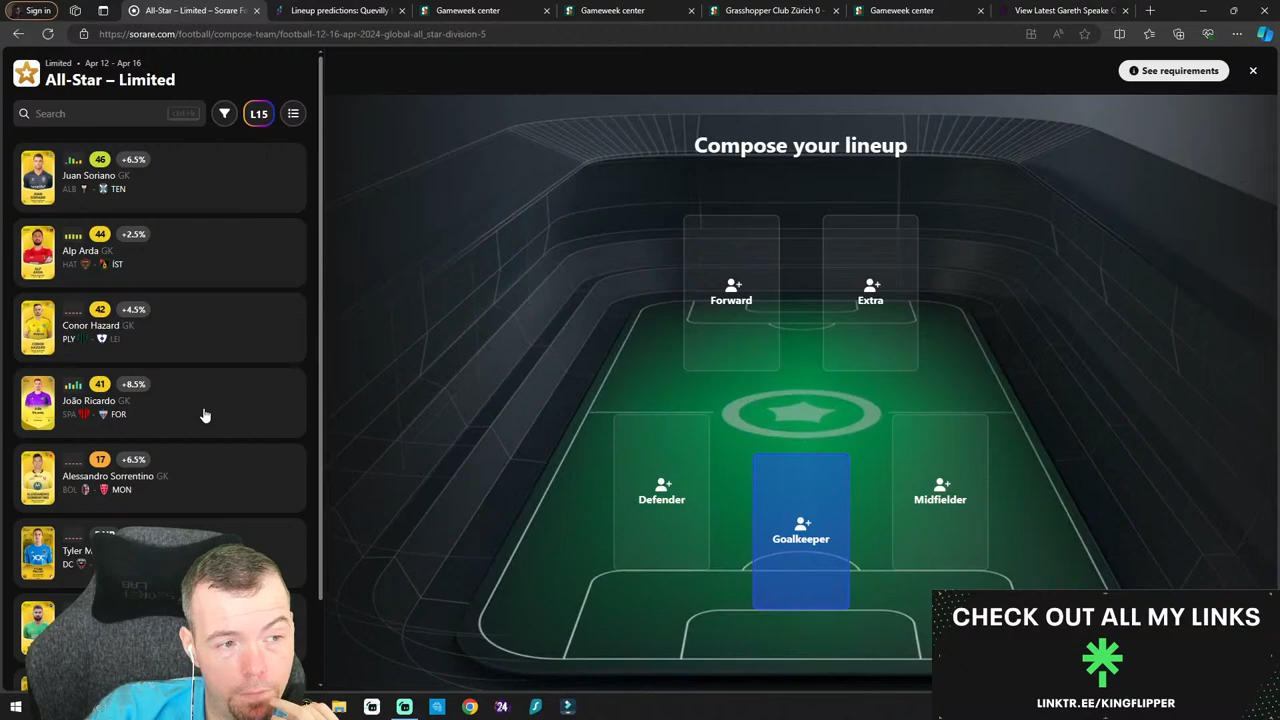 Sign in
All-Star – Limited – Sorare Fo
Lineup predictions: Quevilly
Gameweek center
Gameweek center
Grasshopper Club Zürich 0 -
Gameweek center
View Latest Gareth Speake G
https://sorare.com/football/compose-team/football-12-16-apr-2024-global-all_star-division-5
Limited • Apr 12 - Apr 16
All-Star – Limited
See requirements
Search
L15
Compose your lineup
46 +6.5%
Juan Soriano GK
ALB - TEN
44 +2.5%
Alp Arda GK
HAT - İST
42 +4.5%
Conor Hazard GK
PLY - LEI
41 +8.5%
João Ricardo GK
SPA - FOR
17 +6.5%
Alessandro Sorrentino GK
BOL - MON
Tyler M
DC
Forward
Extra
Defender
Goalkeeper
Midfielder
CHECK OUT ALL MY LINKS
LINKTR.EE/KINGFLIPPER
24